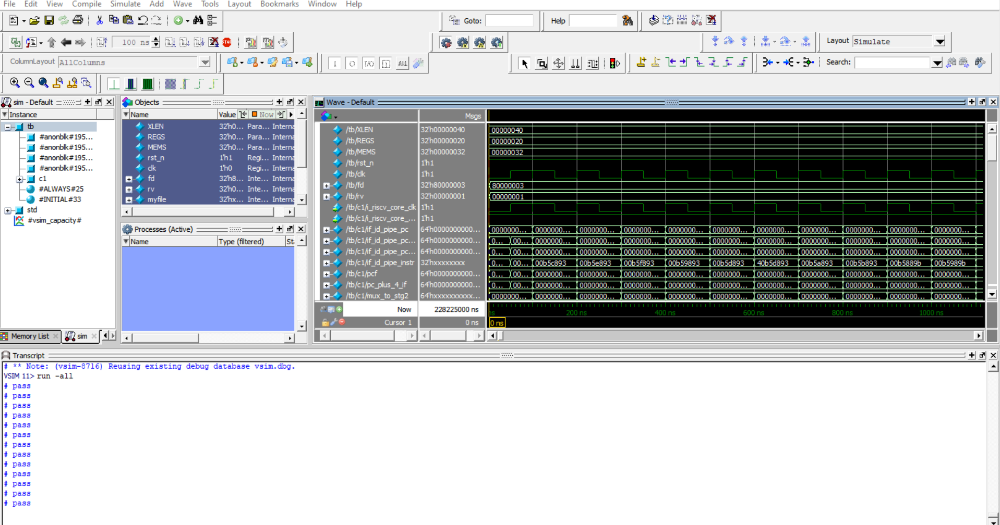 File Edit View Compile Simulate Add Wave Tools Layout Bookmarks Window Help
Goto:
Help
100 ns
STOP
Layout Simulate
ColumnLayout AllColumns
I O I/O ALL
Search:
sim - Default
Instance
tb
#anonblk#195...
#anonblk#195...
#anonblk#195...
#anonblk#195...
c1
#ALWAYS#25
#INITIAL#33
std
#vsim_capacity#
Memory List
sim
Objects
Name Value Now
XLEN 32'h0... Para... Interna
REGS 32'h0... Para... Interna
MEMS 32'h0... Para... Interna
rst_n 1'h1 Regi... Interna
clk 1'h0 Regi... Interna
fd 32'h8... Inte... Interna
rv 32'h0... Inte... Interna
myfile 32'hx... Inte... Interna
Processes (Active)
Name Type (filtered) St
Wave - Default
Msgs
/tb/XLEN 32'h00000040 00000040
/tb/REGS 32'h00000020 00000020
/tb/MEMS 32'h00000032 00000032
/tb/rst_n 1'h1
/tb/clk 1'h1
/tb/fd 32'h80000003 80000003
/tb/rv 32'h00000001 00000001
/tb/c1/i_riscv_core_clk 1'h1
/tb/c1/i_riscv_core_... 1'h1
/tb/c1/if_id_pipe_pc 64'h0000000000... 0000000... 0000000... 0000000... 0000000... 0000000... 0000000... 0000000... 0000000... 0000000... 0000000... 0000000...
/tb/c1/if_id_pipe_pc... 64'h0000000000... 0... 00... 0000000... 0000000... 0000000... 0000000... 0000000... 0000000... 0000000... 0000000... 0000000... 0000000...
/tb/c1/if_id_pipe_pc... 64'h0000000000... 0... 00... 0000000... 0000000... 0000000... 0000000... 0000000... 0000000... 0000000... 0000000... 0000000... 0000000...
/tb/c1/if_id_pipe_instr 32'hxxxxxxxx 0... 00... 00b5c893 00b5e893 00b5f893 00b59893 00b5d893 40b5d893 00b5a893 00b5b893 00b5889b 00b5989b
/tb/c1/pcf 64'h0000000000... 0... 00... 0000000... 0000000... 0000000... 0000000... 0000000... 0000000... 0000000... 0000000... 0000000... 0000000...
/tb/c1/pc_plus_4_if 64'h0000000000... 0... 00... 0000000... 0000000... 0000000... 0000000... 0000000... 0000000... 0000000... 0000000... 0000000... 0000000...
/tb/c1/mux_to_stg2 64'hxxxxxxxxxx... 0000000... 0000000... 0000000... 0000000... 0000000... 0000000... 0000000... 0000000... 0000000... 0000000... 0000000...
Now 228225000 ns ns 200 ns 400 ns 600 ns 800 ns 1000 ns
Cursor 1 0 ns 0 ns
Transcript
# ** Note: (vsim-8716) Reusing existing debug database vsim.dbg.
VSIM 11> run -all
# pass
# pass
# pass
# pass
# pass
# pass
# pass
# pass
# pass
# pass
# pass
# pass
# pass